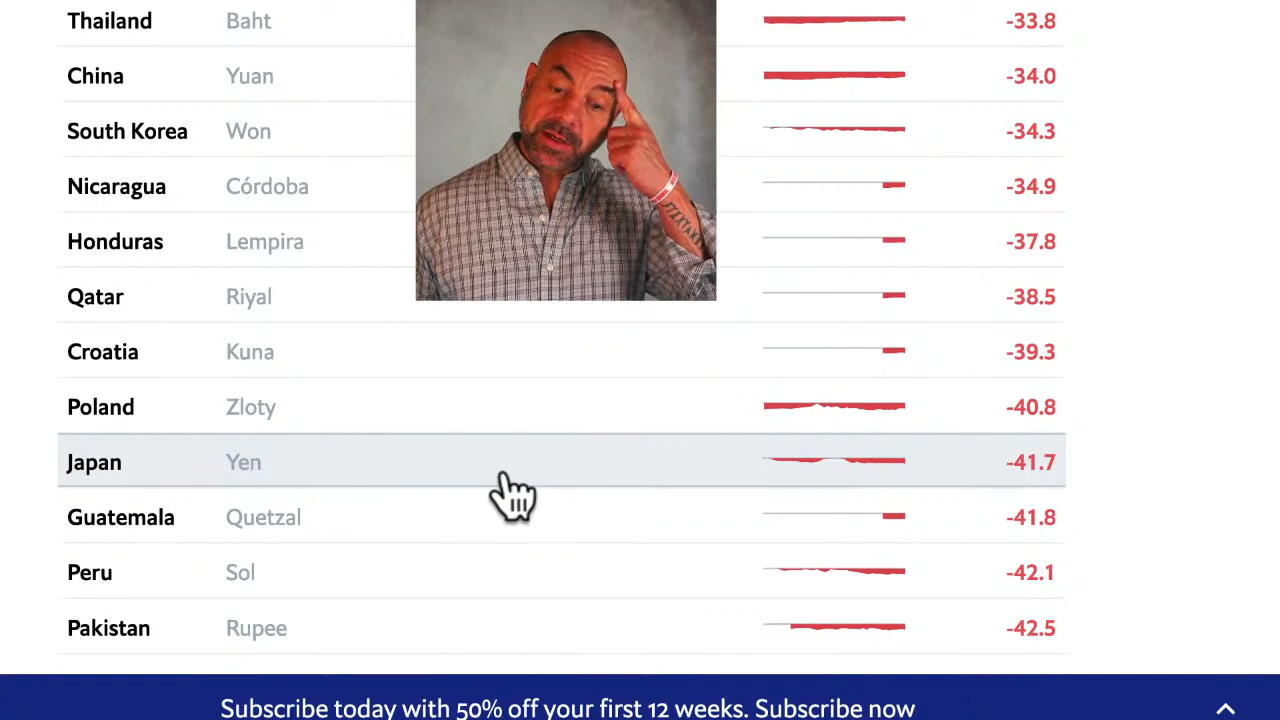 Thailand Baht -33.8
China Yuan -34.0
South Korea Won -34.3
Nicaragua Córdoba -34.9
Honduras Lempira -37.8
Qatar Riyal -38.5
Croatia Kuna -39.3
Poland Zloty -40.8
Japan Yen -41.7
Guatemala Quetzal -41.8
Peru Sol -42.1
Pakistan Rupee -42.5
Subscribe today with 50% off your first 12 weeks. Subscribe now